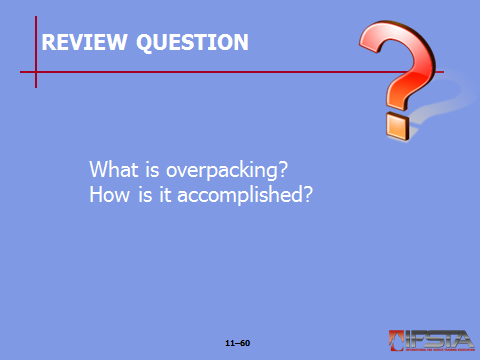 REVIEW QUESTION
What is overpacking?
How is it accomplished?
11–60
IFSTA